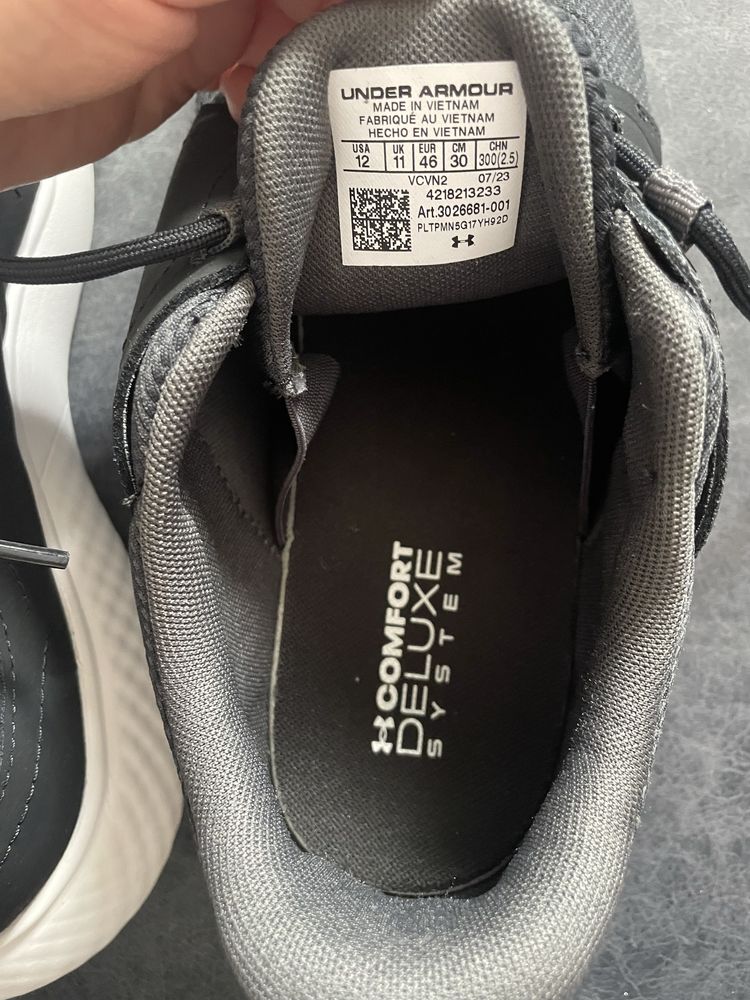 UNDER ARMOUR
MADE IN VIETNAM
FABRIQUÉ AU VIETNAM
HECHO EN VIETNAM
USA UK EUR CM CHN
12 11 46 30 300(2.5)
VCVN2 07/23
4218213233
Art.3026681-001
PLTPMN5G17YH92D
COMFORT
DELUXE
SYSTEM